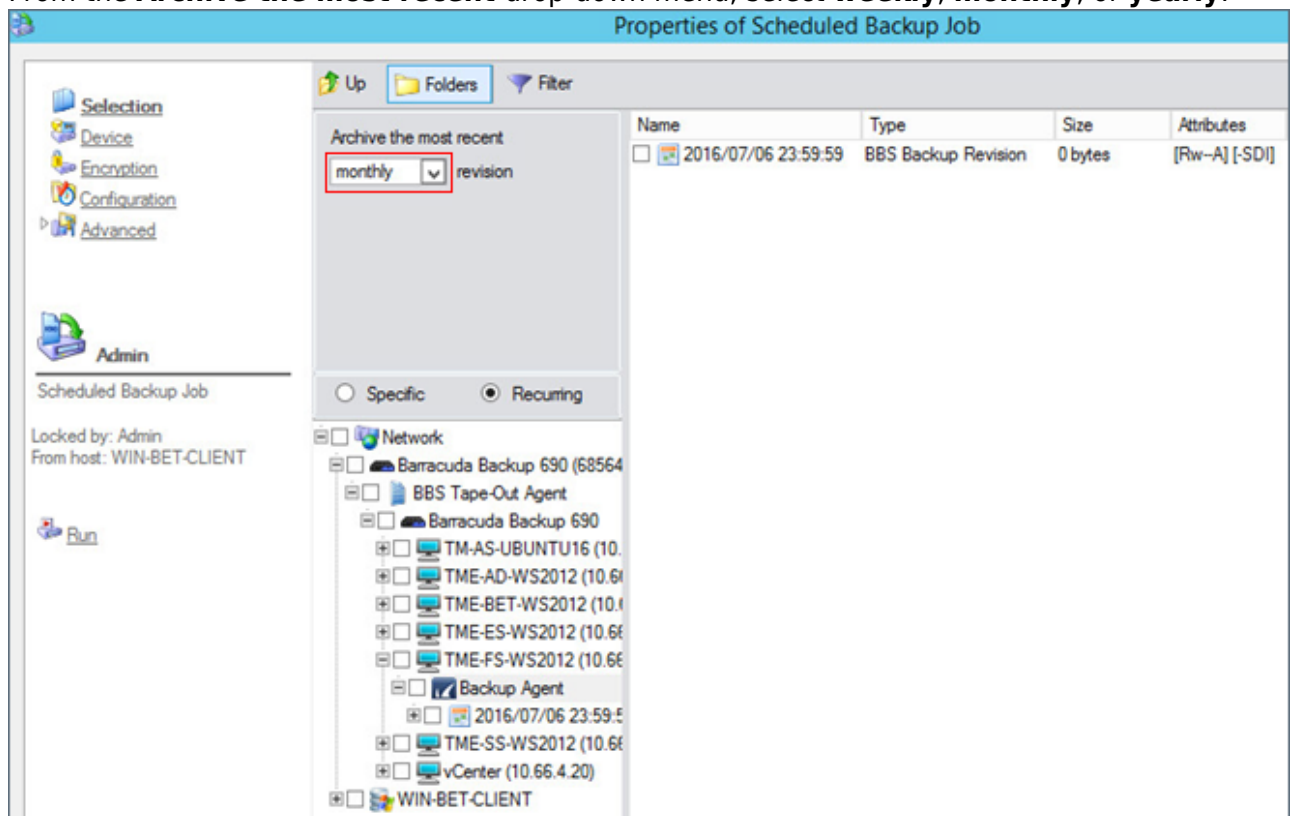 From the Archive the most recent drop-down menu, select weekly, monthly, or yearly:
Properties of Scheduled Backup Job
Selection
Device
Encryption
Configuration
Advanced
Admin
Scheduled Backup Job
Locked by: Admin
From host: WIN-BET-CLIENT
Run
Up Folders Filter
Archive the most recent
monthly revision
Specific Recurring
Network
Barracuda Backup 690 (68564
BBS Tape-Out Agent
Barracuda Backup 690
TM-AS-UBUNTU16 (10.
TME-AD-WS2012 (10.6
TME-BET-WS2012 (10.
TME-ES-WS2012 (10.66
TME-FS-WS2012 (10.66
Backup Agent
2016/07/06 23:59:5
TME-SS-WS2012 (10.66
vCenter (10.66.4.20)
WIN-BET-CLIENT
Name Type Size Attributes
2016/07/06 23:59:59 BBS Backup Revision 0 bytes [Rw--A] [-SDI]